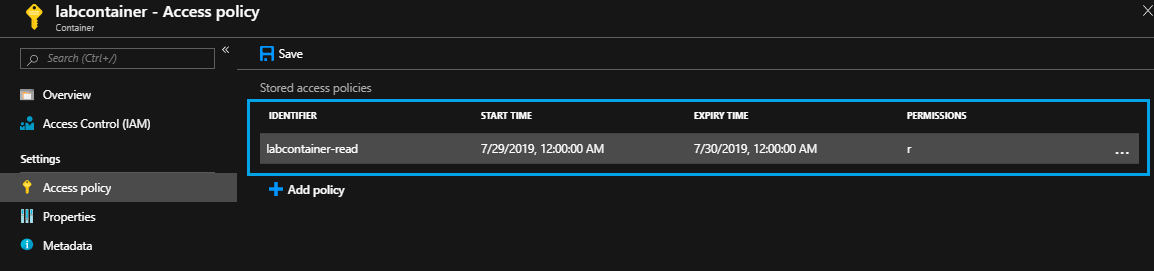 labcontainer - Access policy
Container
Search (Ctrl+/)
«
Overview
Access Control (IAM)
Settings
Access policy
Properties
Metadata
Save
Stored access policies
IDENTIFIER START TIME EXPIRY TIME PERMISSIONS
labcontainer-read 7/29/2019, 12:00:00 AM 7/30/2019, 12:00:00 AM r ...
Add policy